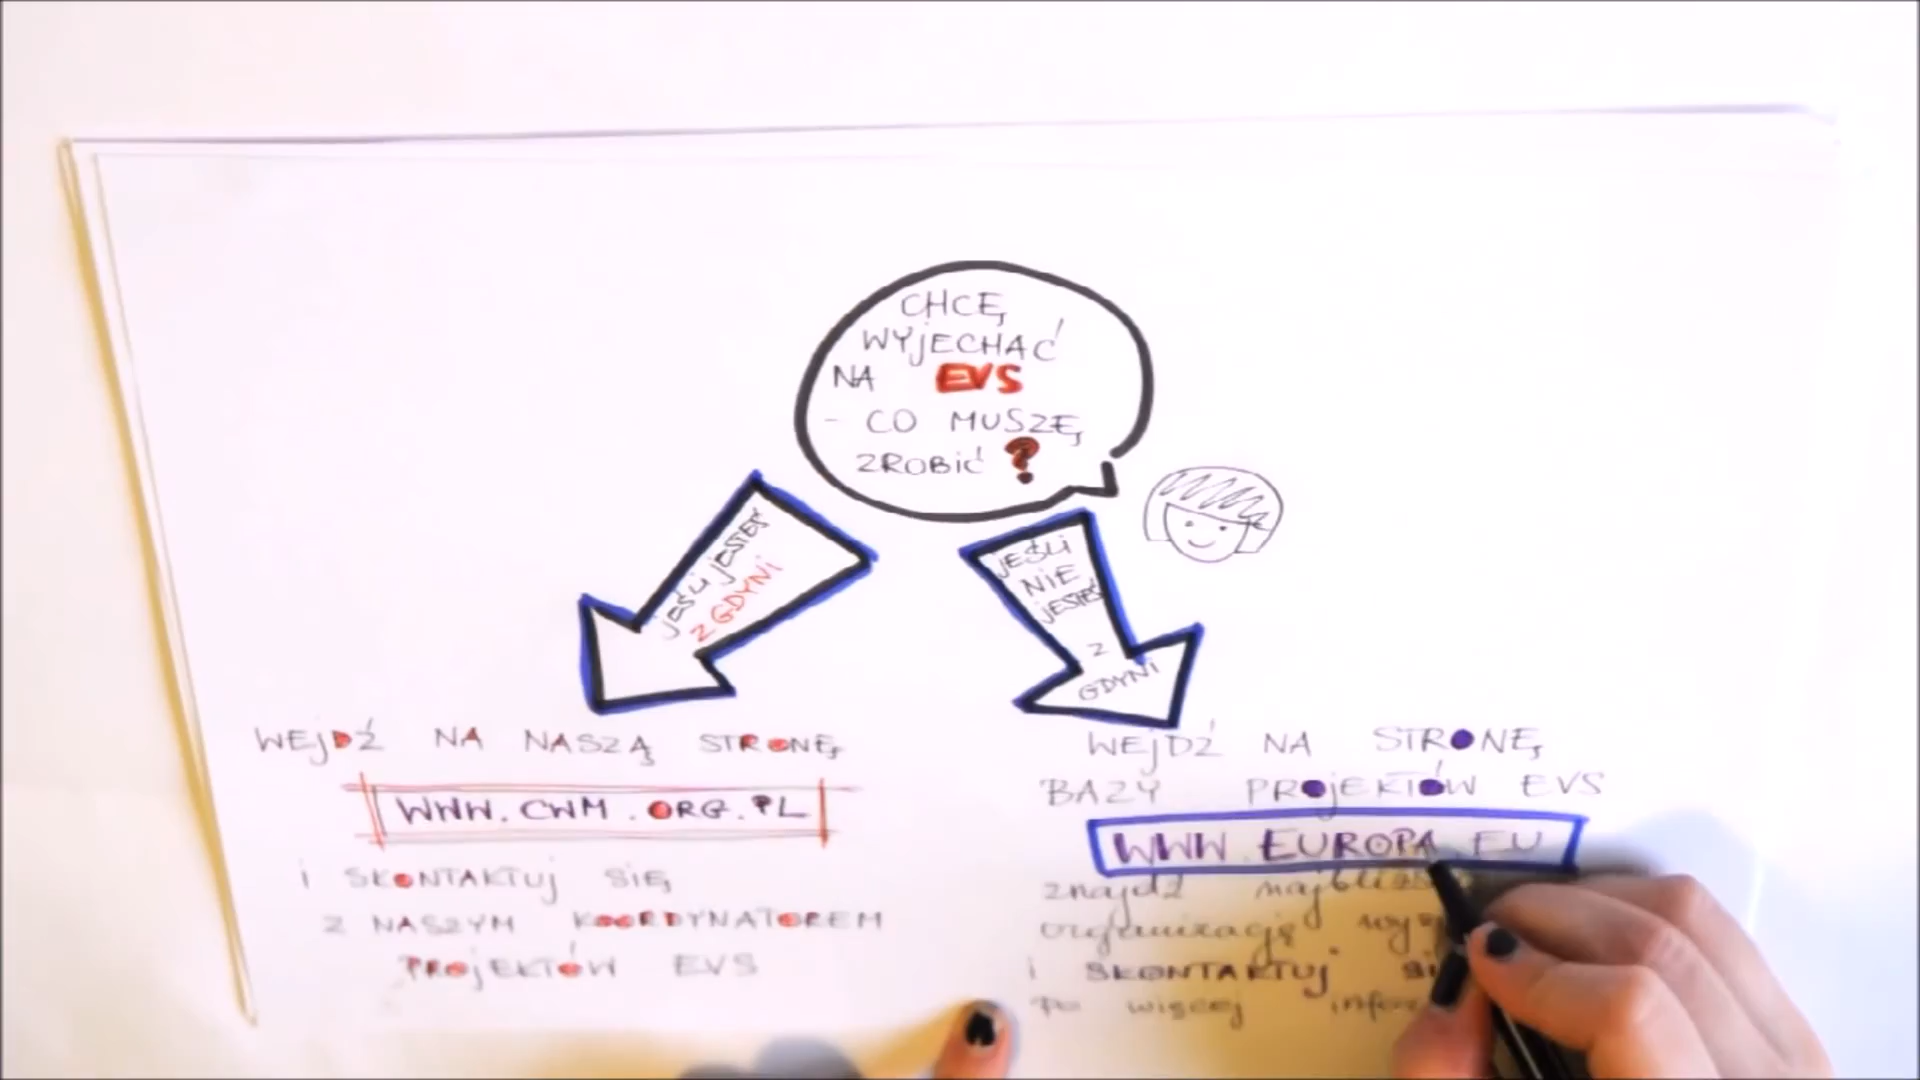 CHCĘ
WYJECHAĆ
NA EVS
- CO MUSZĘ
ZROBIĆ ?
JEŚLI JESTEŚ
Z GDYNI
JEŚLI
NIE
JESTEŚ
Z
GDYNI
WEJDŹ NA NASZĄ STRONĘ
WWW.CWM.ORG.PL
i SKONTAKTUJ SIĘ
Z NASZYM KOORDYNATOREM
PROJEKTÓW EVS
WEJDŹ NA STRONĘ
BAZY PROJEKTÓW EVS
WWW EUROPA EU
znajdź
organizację
i SKONTAKTUJ
po więcej